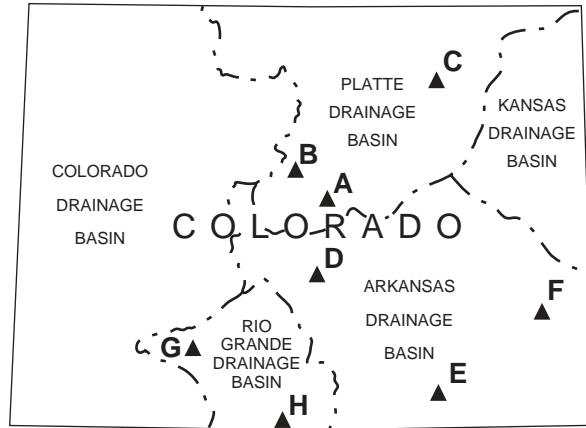 C
PLATTE
DRAINAGE
BASIN
KANSAS
DRAINAGE
BASIN
B
COLORADO
DRAINAGE
BASIN
A
COLORADO
D
F
ARKANSAS
DRAINAGE
BASIN
RIO
GRANDE
DRAINAGE
BASIN
G
E
H